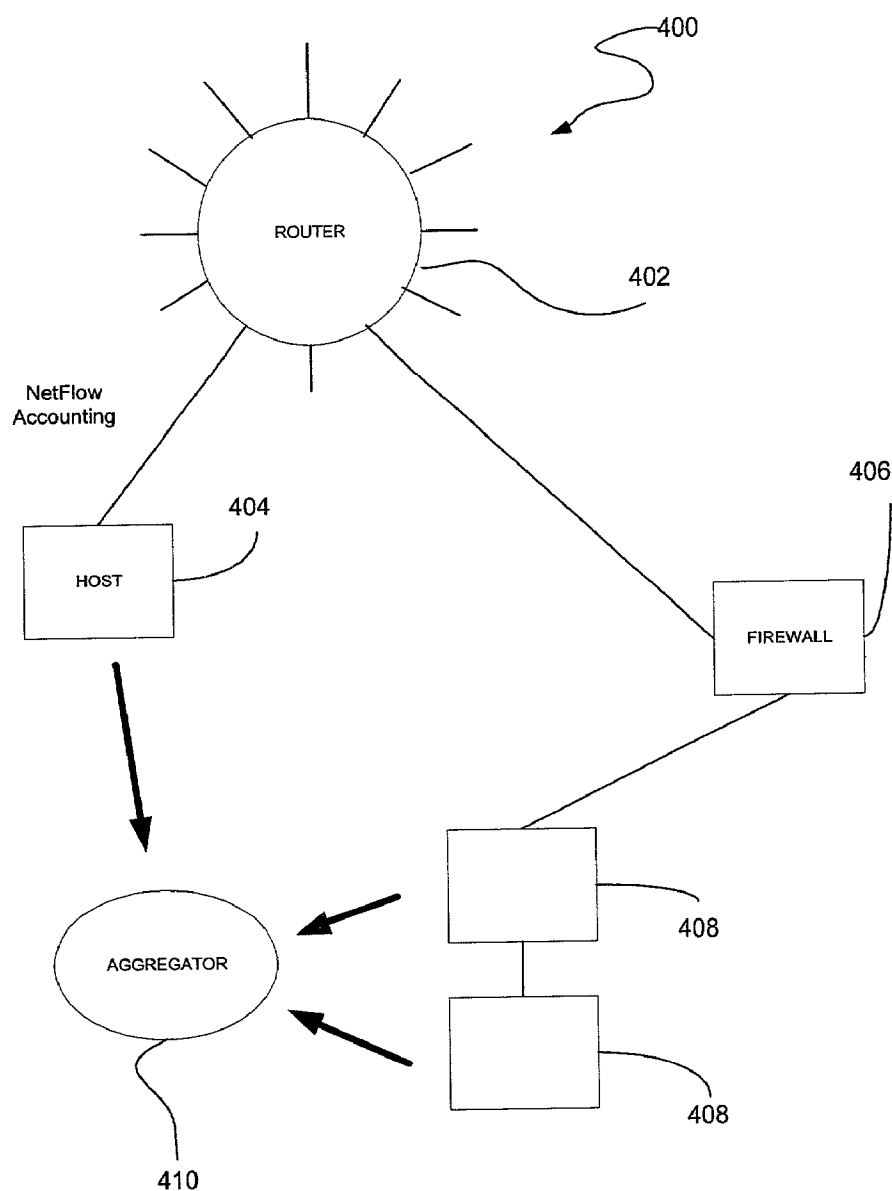 400
ROUTER
402
NetFlow
Accounting
404
406
HOST
FIREWALL
408
AGGREGATOR
408
410